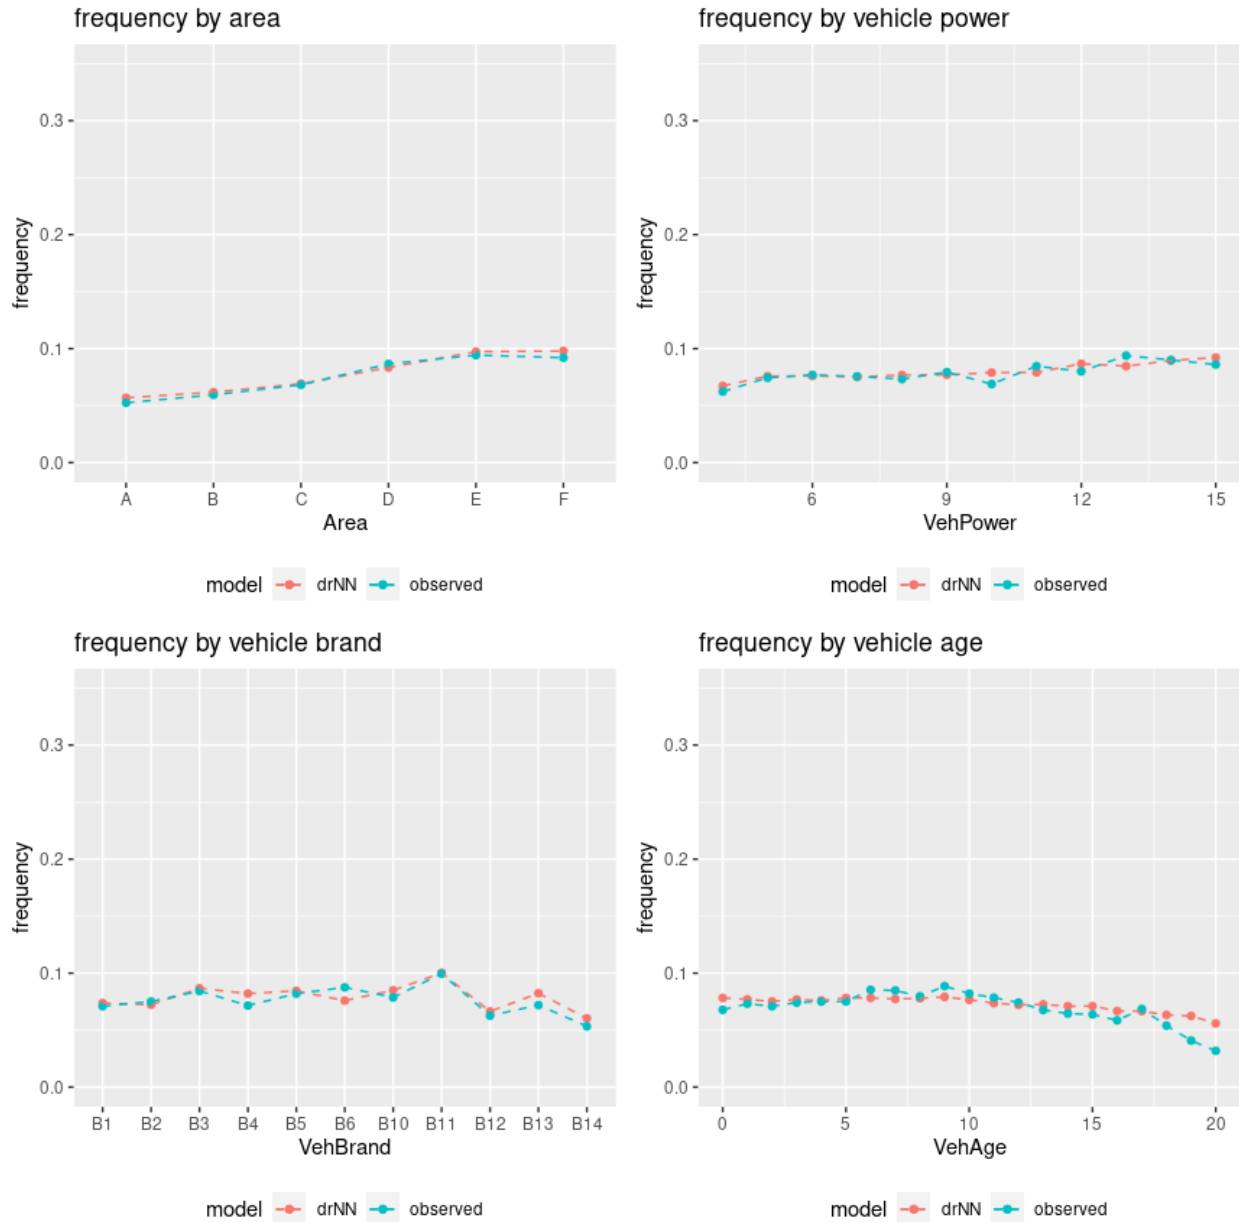 frequency by area
frequency
0.3
0.2
0.1
0.0
A B C D E F
Area
model drNN observed
frequency by vehicle power
frequency
0.3
0.2
0.1
0.0
6 9 12 15
VehPower
model drNN observed
frequency by vehicle brand
frequency
0.3
0.2
0.1
0.0
B1 B2 B3 B4 B5 B6 B10 B11 B12 B13 B14
VehBrand
model drNN observed
frequency by vehicle age
frequency
0.3
0.2
0.1
0.0
0 5 10 15 20
VehAge
model drNN observed